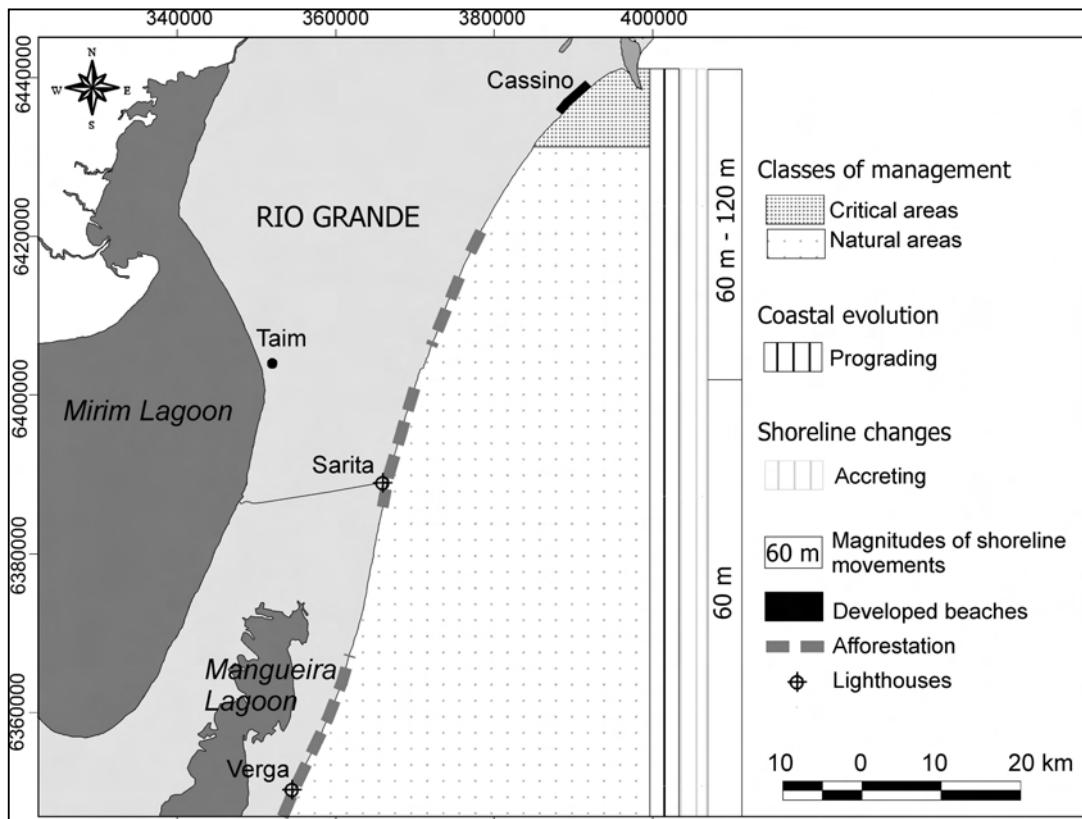 340000
360000
380000
400000
6440000
6420000
6400000
6380000
6360000
N
W
E
S
Cassino
RIO GRANDE
Taim
Mirim Lagoon
Sarita
Mangueira
Lagoon
Verga
60 m - 120 m
60 m
Classes of management
Critical areas
Natural areas
Coastal evolution
Prograding
Shoreline changes
Accreting
60 m
Magnitudes of shoreline
movements
Developed beaches
Afforestation
Lighthouses
10 0 10 20 km